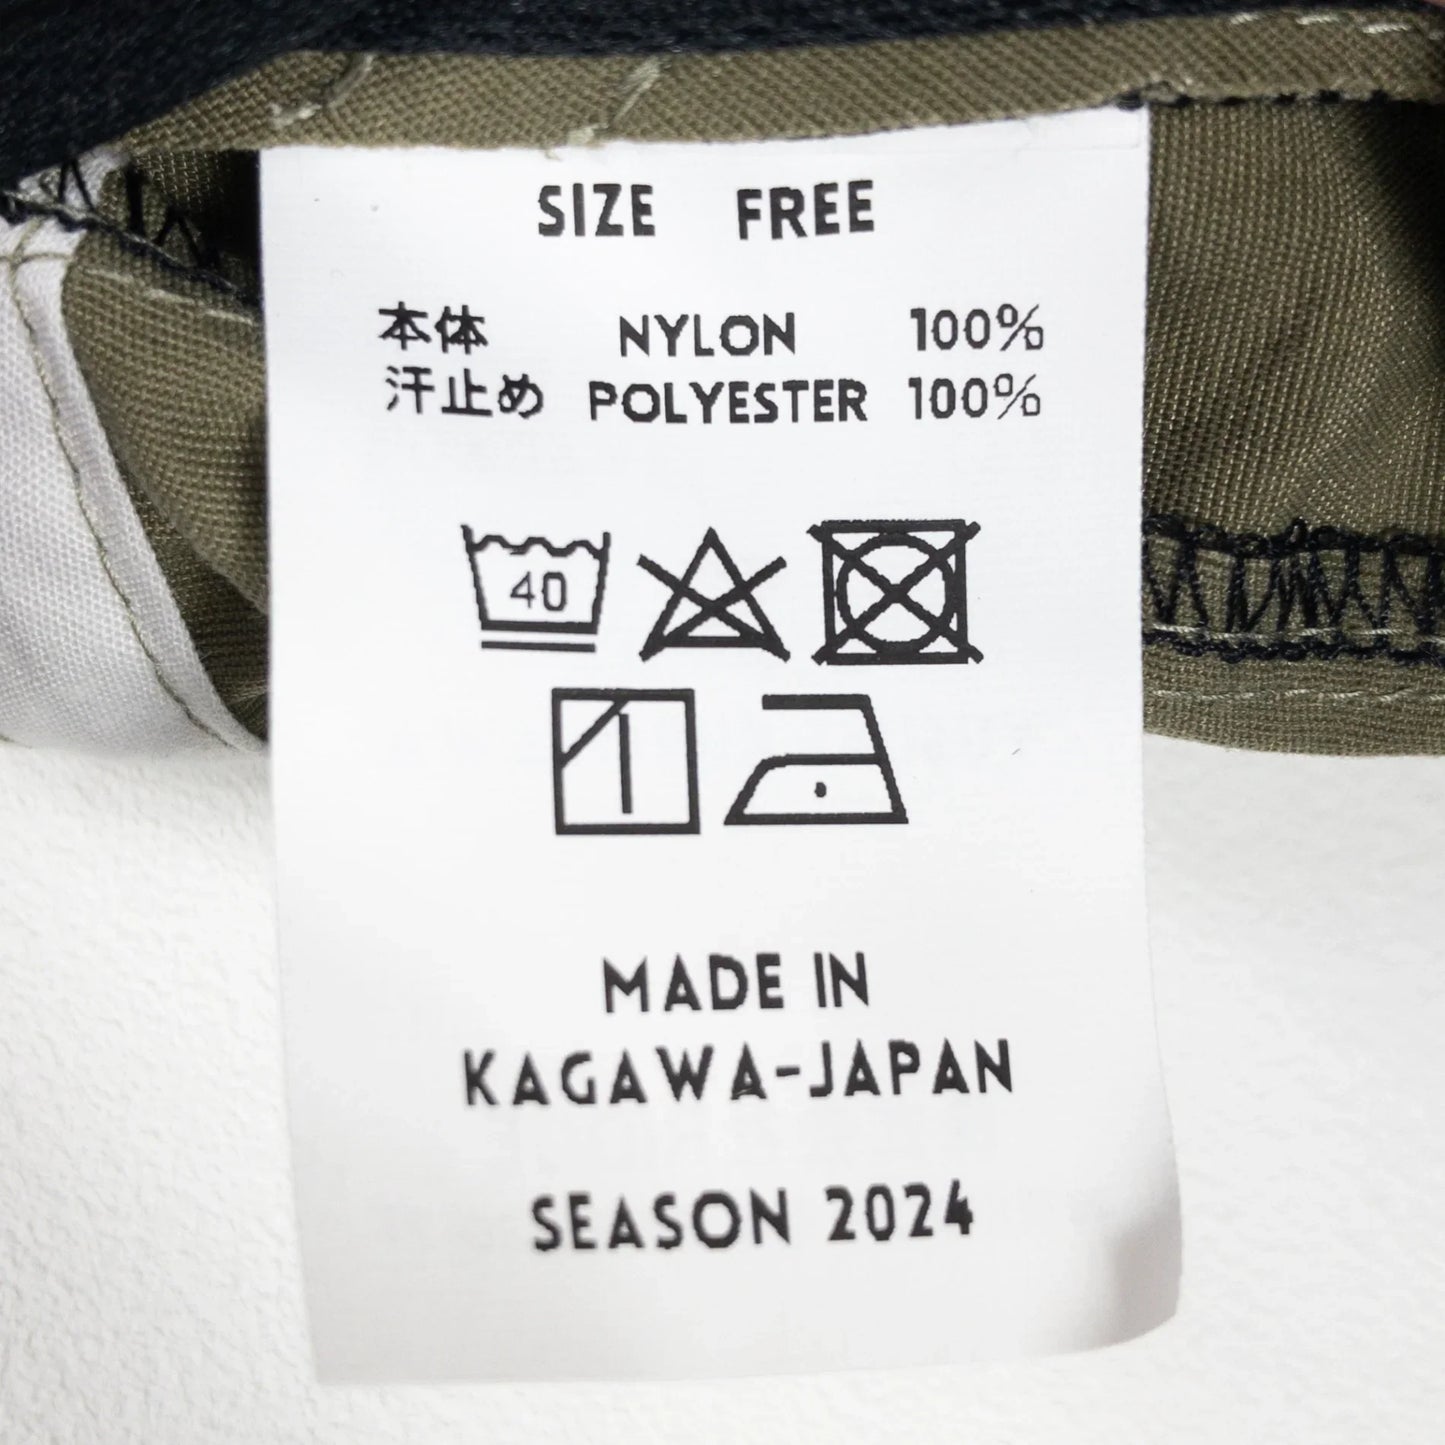 SIZE FREE
本体 NYLON 100%
汗止め POLYESTER 100%
40
MADE IN
KAGAWA-JAPAN
SEASON 2024